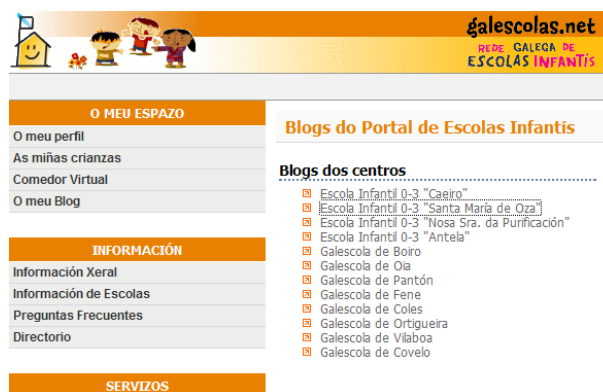 galescolas.net
REDE GALEGA DE
ESCOLAS INFANTÍS
O MEU ESPAZO
O meu perfil
As miñas crianzas
Comedor Virtual
O meu Blog
INFORMACIÓN
Información Xeral
Información de Escolas
Preguntas Frecuentes
Directorio
SERVIZOS
Blogs do Portal de Escolas Infantís
Blogs dos centros
Escola Infantil 0-3 "Caeiro"
Escola Infantil 0-3 "Santa María de Oza"
Escola Infantil 0-3 "Nosa Sra. da Purificación"
Escola Infantil 0-3 "Antela"
Galescola de Boiro
Galescola de Oia
Galescola de Pantón
Galescola de Fene
Galescola de Coles
Galescola de Ortigueira
Galescola de Vilaboa
Galescola de Covelo